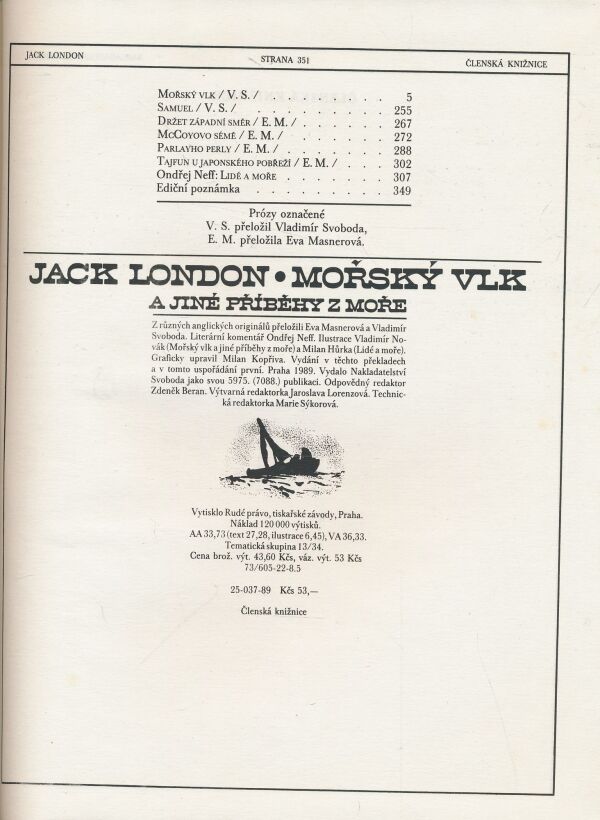 JACK LONDON STRANA 351 ČLENSKÁ KNIŽNICE
MOŘSKÝ VLK / V. S. / . . . . . . . . 5
SAMUEL / V. S. / . . . . . . . . . 255
DRŽET ZÁPADNÍ SMĚR / E. M. / . . . . . 267
MCCOYOVO SÉMĚ / E. M. / . . . . . . 272
PARLAYHO PERLY / E. M. / . . . . . . 288
TAJFUN U JAPONSKÉHO POBŘEŽÍ / E. M. / . . . 302
Ondřej Neff: LIDÉ A MOŘE . . . . . . . 307
Ediční poznámka . . . . . . . . . 349
Prózy označené
V. S. přeložil Vladimír Svoboda,
E. M. přeložila Eva Masnerová.
JACK LONDON • MOŘSKÝ VLK
A JINÉ PŘÍBĚHY Z MOŘE
Z různých anglických originálů přeložili Eva Masnerová a Vladimír
Svoboda. Literární komentář Ondřej Neff. Ilustrace Vladimír No-
vák (Mořský vlk a jiné příběhy z moře) a Milan Hůrka (Lidé a moře).
Graficky upravil Milan Kopřiva. Vydání v těchto překladech
a v tomto uspořádání první. Praha 1989. Vydalo Nakladatelství
Svoboda jako svou 5975. (7088.) publikaci. Odpovědný redaktor
Zdeněk Beran. Výtvarná redaktorka Jaroslava Lorenzová. Technic-
ká redaktorka Marie Sýkorová.
Vytisklo Rudé právo, tiskařské závody, Praha.
Náklad 120 000 výtisků.
AA 33,73 (text 27,28, ilustrace 6,45), VA 36,33.
Tematická skupina 13/34.
Cena brož. výt. 43,60 Kčs, váz. výt. 53 Kčs
73/605-22-8.5
25-037-89 Kčs 53,—
Členská knižnice